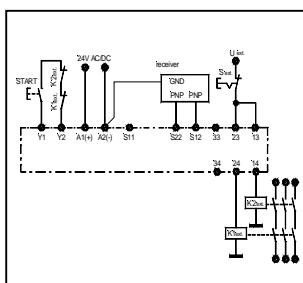 24V AC/DC
receiver
U ext.
START
K2ext.
K1ext.
GND
PNP PNP
S ext.
Y1 Y2 A1(+) A2(-) S11 S22 S12 33 23 13
34 24 14
K2ext.
K1ext.